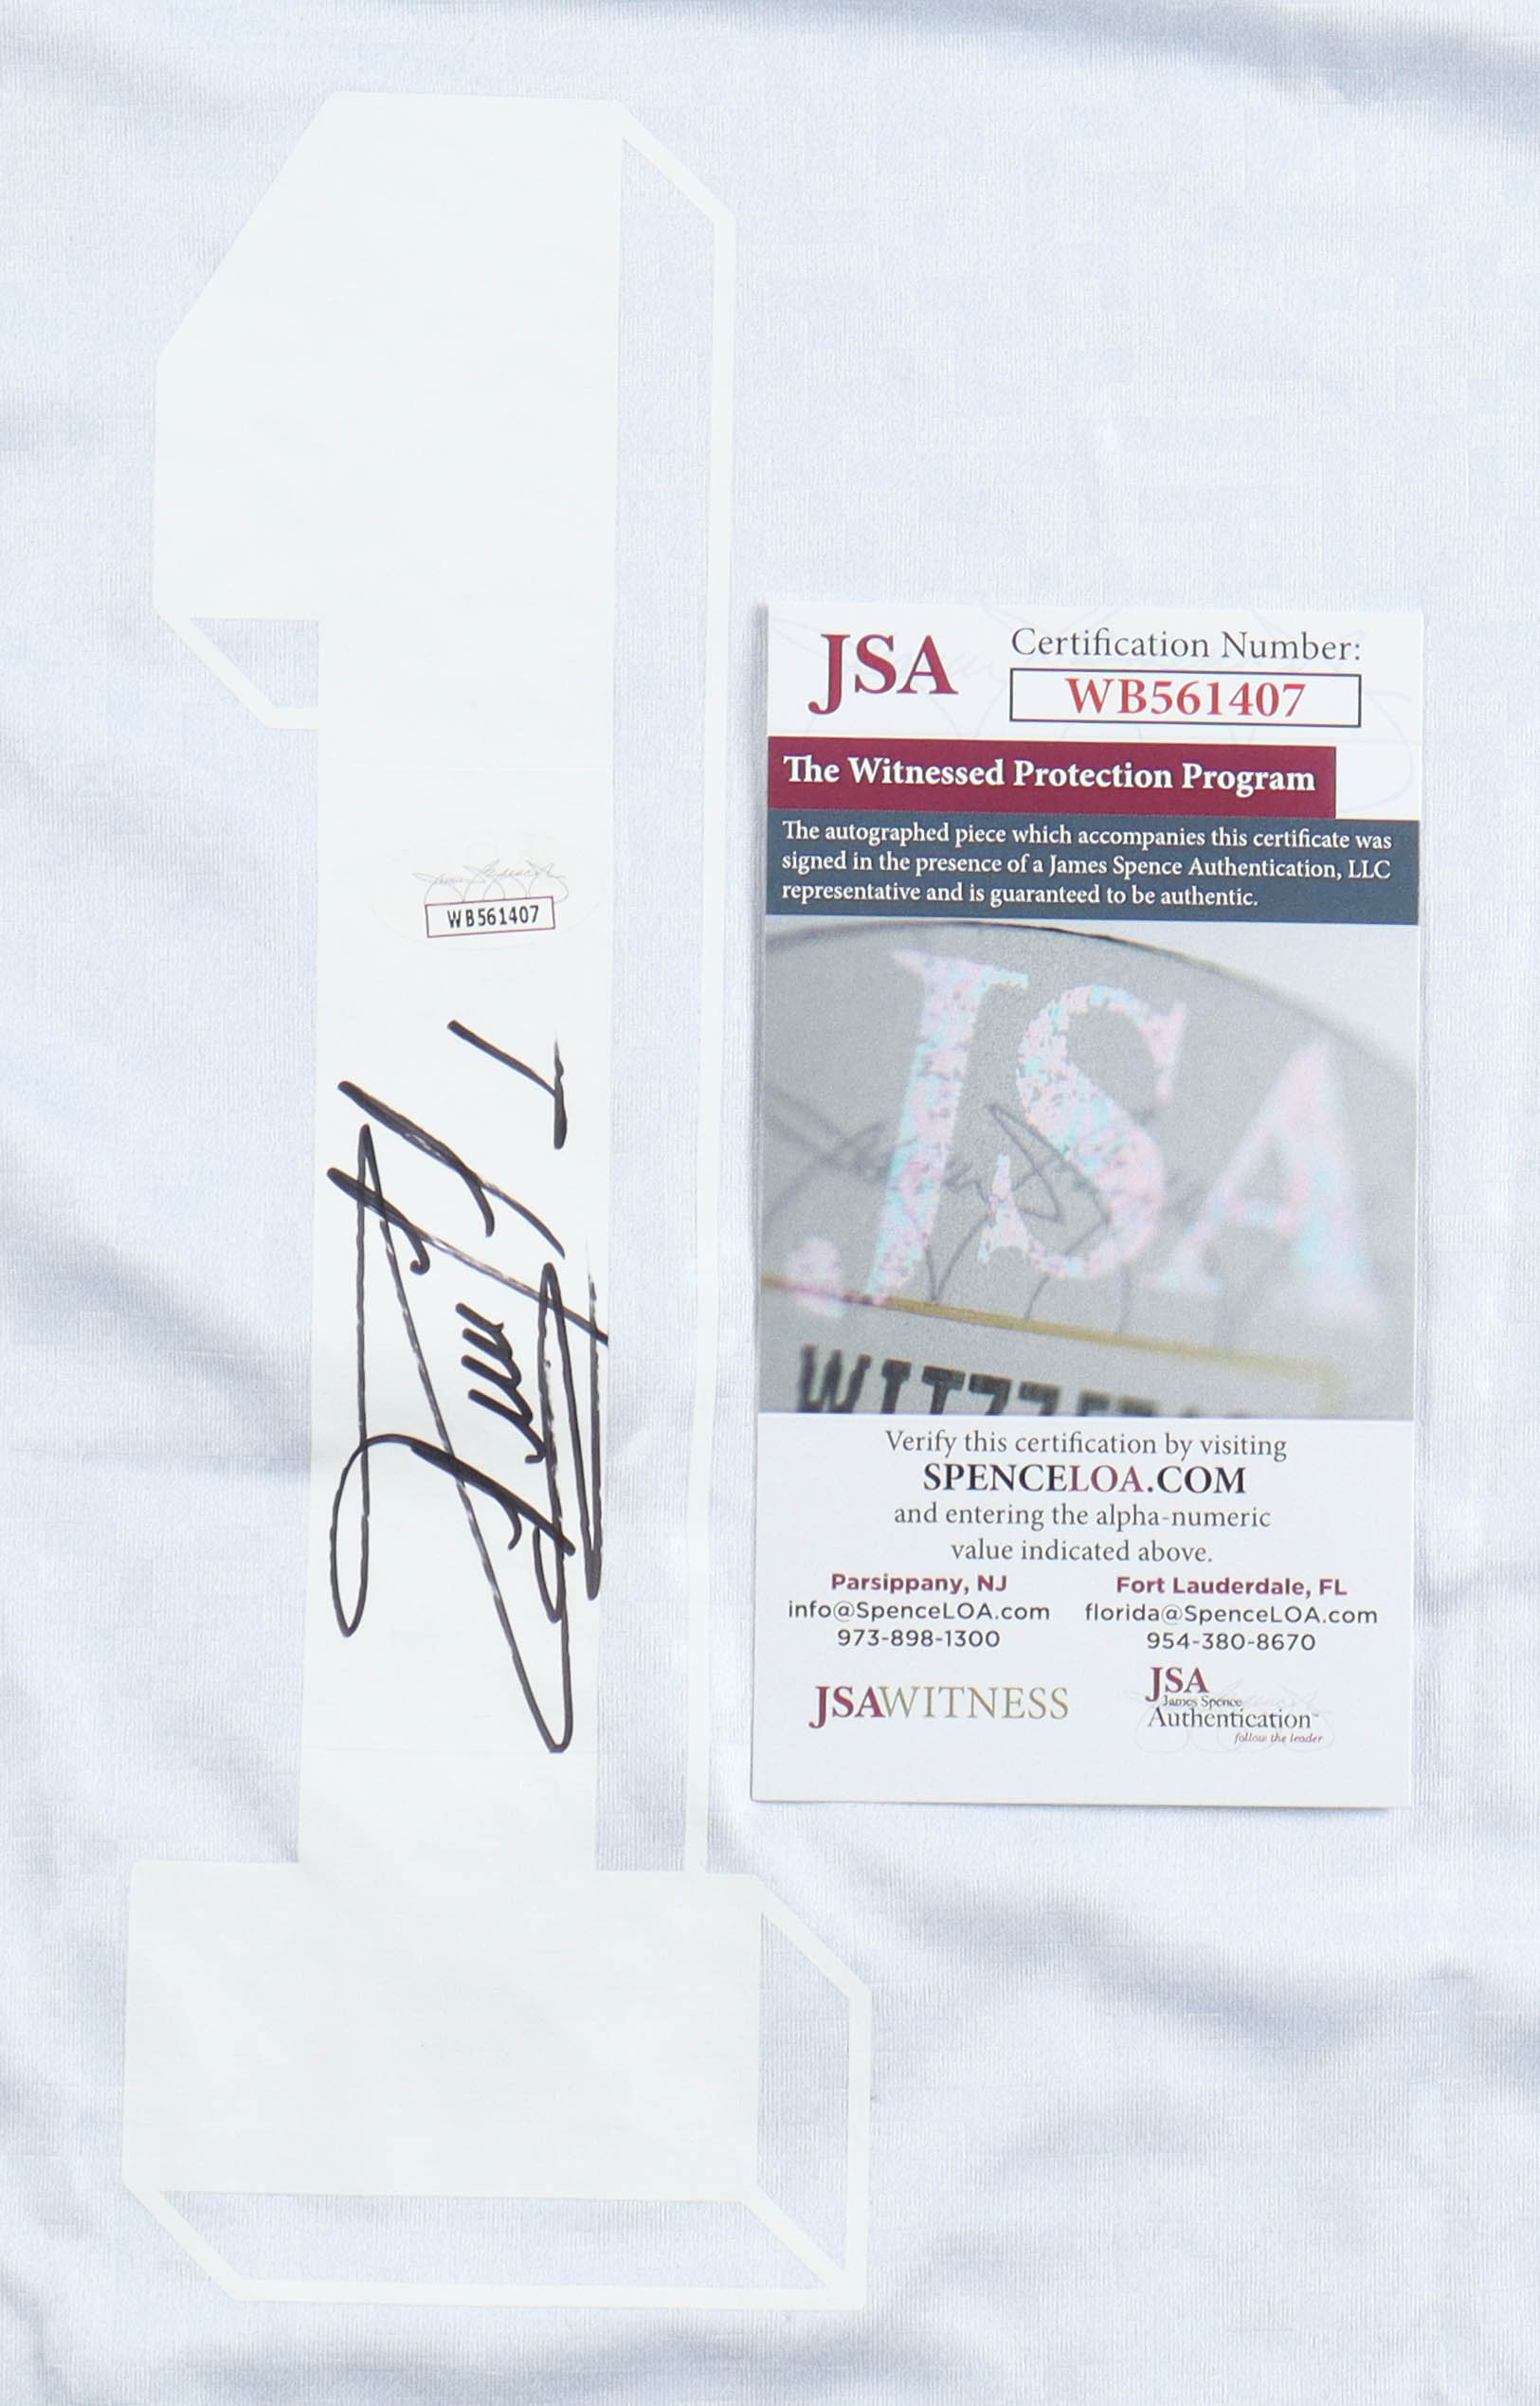 1
WB561407
JSA
Certification Number:
WB561407
The Witnessed Protection Program
The autographed piece which accompanies this certificate was
signed in the presence of a James Spence Authentication, LLC
representative and is guaranteed to be authentic.
JSA
Verify this certification by visiting
SPENCELOA.COM
and entering the alpha-numeric
value indicated above.
Parsippany, NJ
info@SpenceLOA.com
973-898-1300
Fort Lauderdale, FL
florida@SpenceLOA.com
954-380-8670
JSAWITNESS
JSA
James Spence
Authentication™
follow the leader